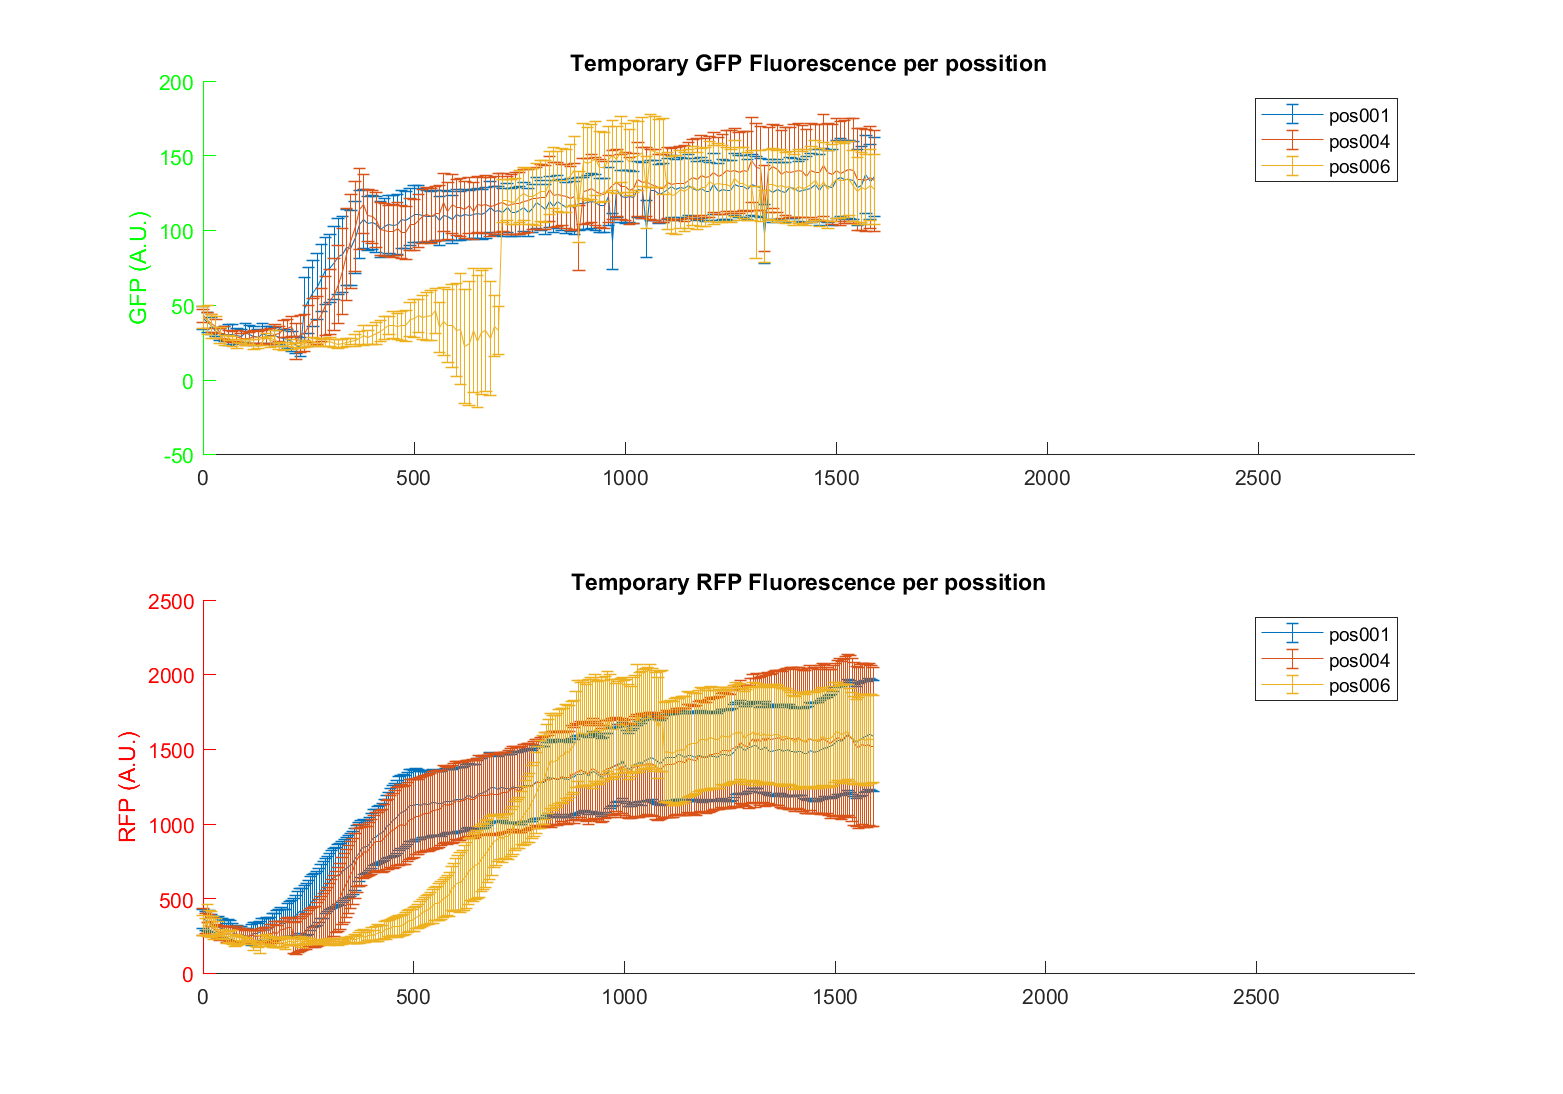 Temporary GFP Fluorescence per possition
GFP (A.U.)
200
150
100
50
0
-50
0 500 1000 1500 2000 2500
pos001
pos004
pos006
Temporary RFP Fluorescence per possition
RFP (A.U.)
2500
2000
1500
1000
500
0
0 500 1000 1500 2000 2500
pos001
pos004
pos006